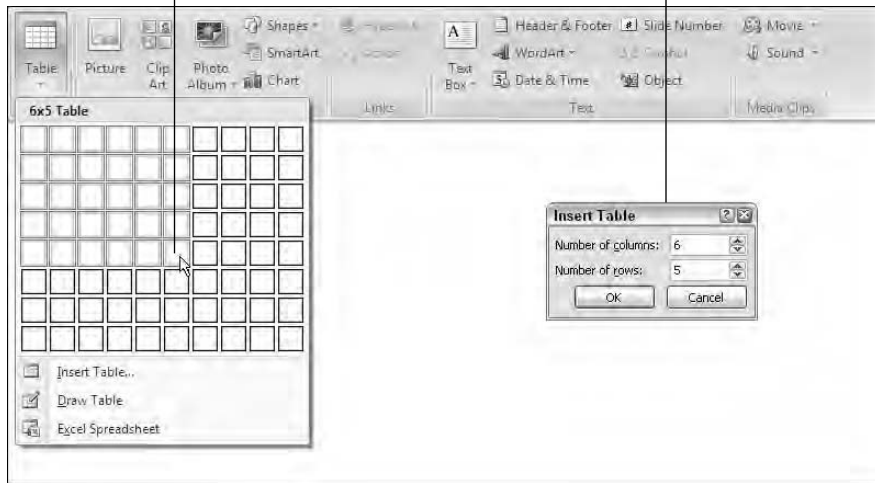 Table
Picture
Clip
Art
Photo
Album
Shapes
SmartArt
Chart
Links
A
Text
Box
Header & Footer
WordArt
Date & Time
# Slide Number
Symbol
Object
Text
Movie
Sound
Media Clips
6x5 Table
Insert Table...
Draw Table
Excel Spreadsheet
Insert Table
Number of columns: 6
Number of rows: 5
OK Cancel